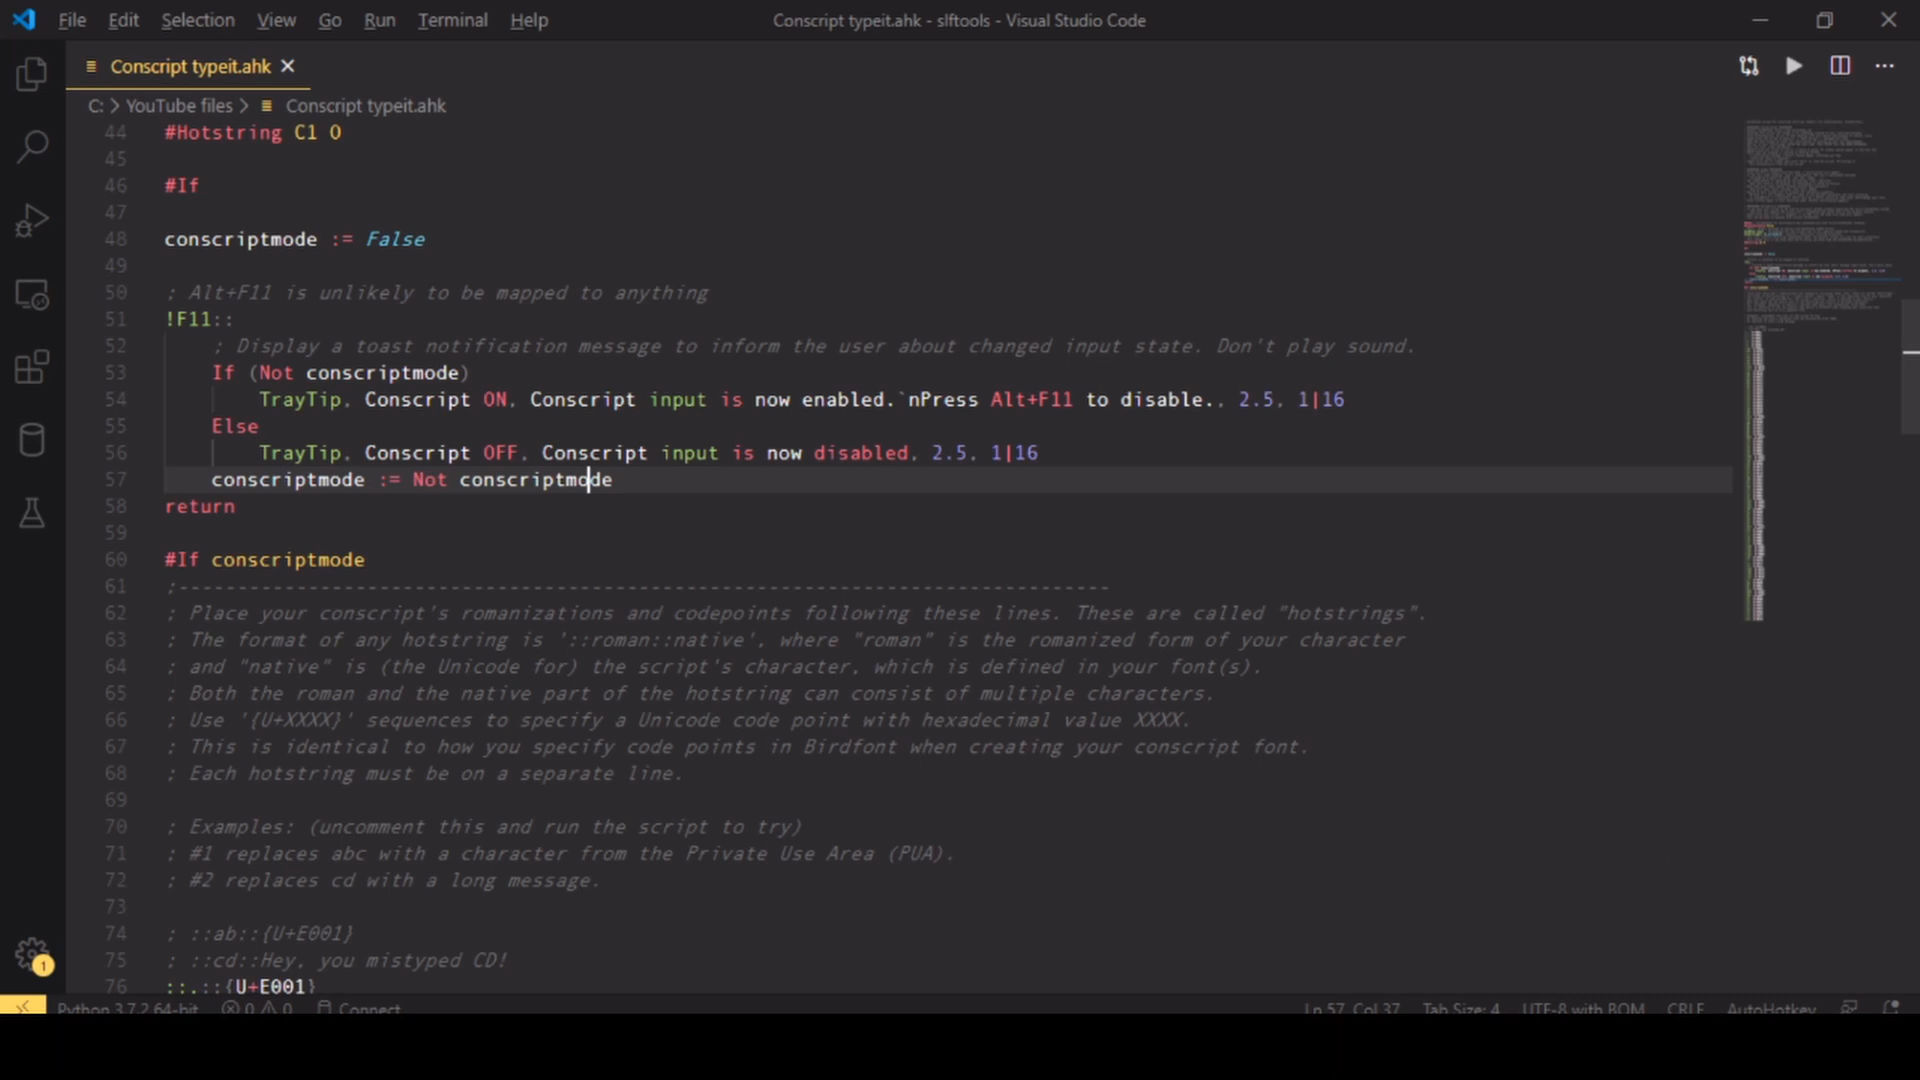 File Edit Selection View Go Run Terminal Help Conscript typeit.ahk - slftools - Visual Studio Code
Conscript typeit.ahk
C: > YouTube files > Conscript typeit.ahk
44 #Hotstring C1 O
45
46 #If
47
48 conscriptmode := False
49
50 ; Alt+F11 is unlikely to be mapped to anything
51 !F11::
52 ; Display a toast notification message to inform the user about changed input state. Don't play sound.
53 If (Not conscriptmode)
54 TrayTip, Conscript ON, Conscript input is now enabled.`nPress Alt+F11 to disable., 2.5, 1|16
55 Else
56 TrayTip, Conscript OFF, Conscript input is now disabled, 2.5, 1|16
57 conscriptmode := Not conscriptmode
58 return
59
60 #If conscriptmode
61 ;-------------------------------------------------------------------------------
62 ; Place your conscript's romanizations and codepoints following these lines. These are called "hotstrings".
63 ; The format of any hotstring is '::roman::native', where "roman" is the romanized form of your character
64 ; and "native" is (the Unicode for) the script's character, which is defined in your font(s).
65 ; Both the roman and the native part of the hotstring can consist of multiple characters.
66 ; Use '{U+XXXX}' sequences to specify a Unicode code point with hexadecimal value XXXX.
67 ; This is identical to how you specify code points in Birdfont when creating your conscript font.
68 ; Each hotstring must be on a separate line.
69
70 ; Examples: (uncomment this and run the script to try)
71 ; #1 replaces abc with a character from the Private Use Area (PUA).
72 ; #2 replaces cd with a long message.
73
74 ; ::ab::{U+E001}
75 ; ::cd::Hey, you mistyped CD!
76 ::.::{U+E001}
1
Python 3.7.2 64-bit 0 0 Connect Ln 57, Col 37 Tab Size: 4 UTF-8 with BOM CRLF AutoHotkey